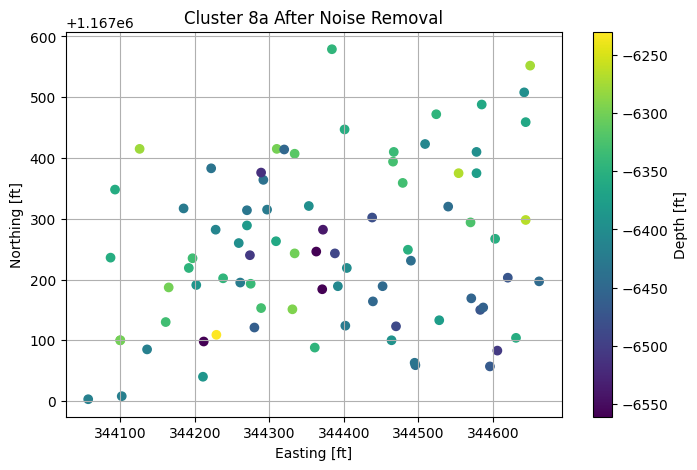 Cluster 8a After Noise Removal
+1.167e6
600
500
400
300
200
100
0
Northing [ft]
344100 344200 344300 344400 344500 344600
Easting [ft]
−6250
−6300
−6350
−6400
−6450
−6500
−6550
Depth [ft]